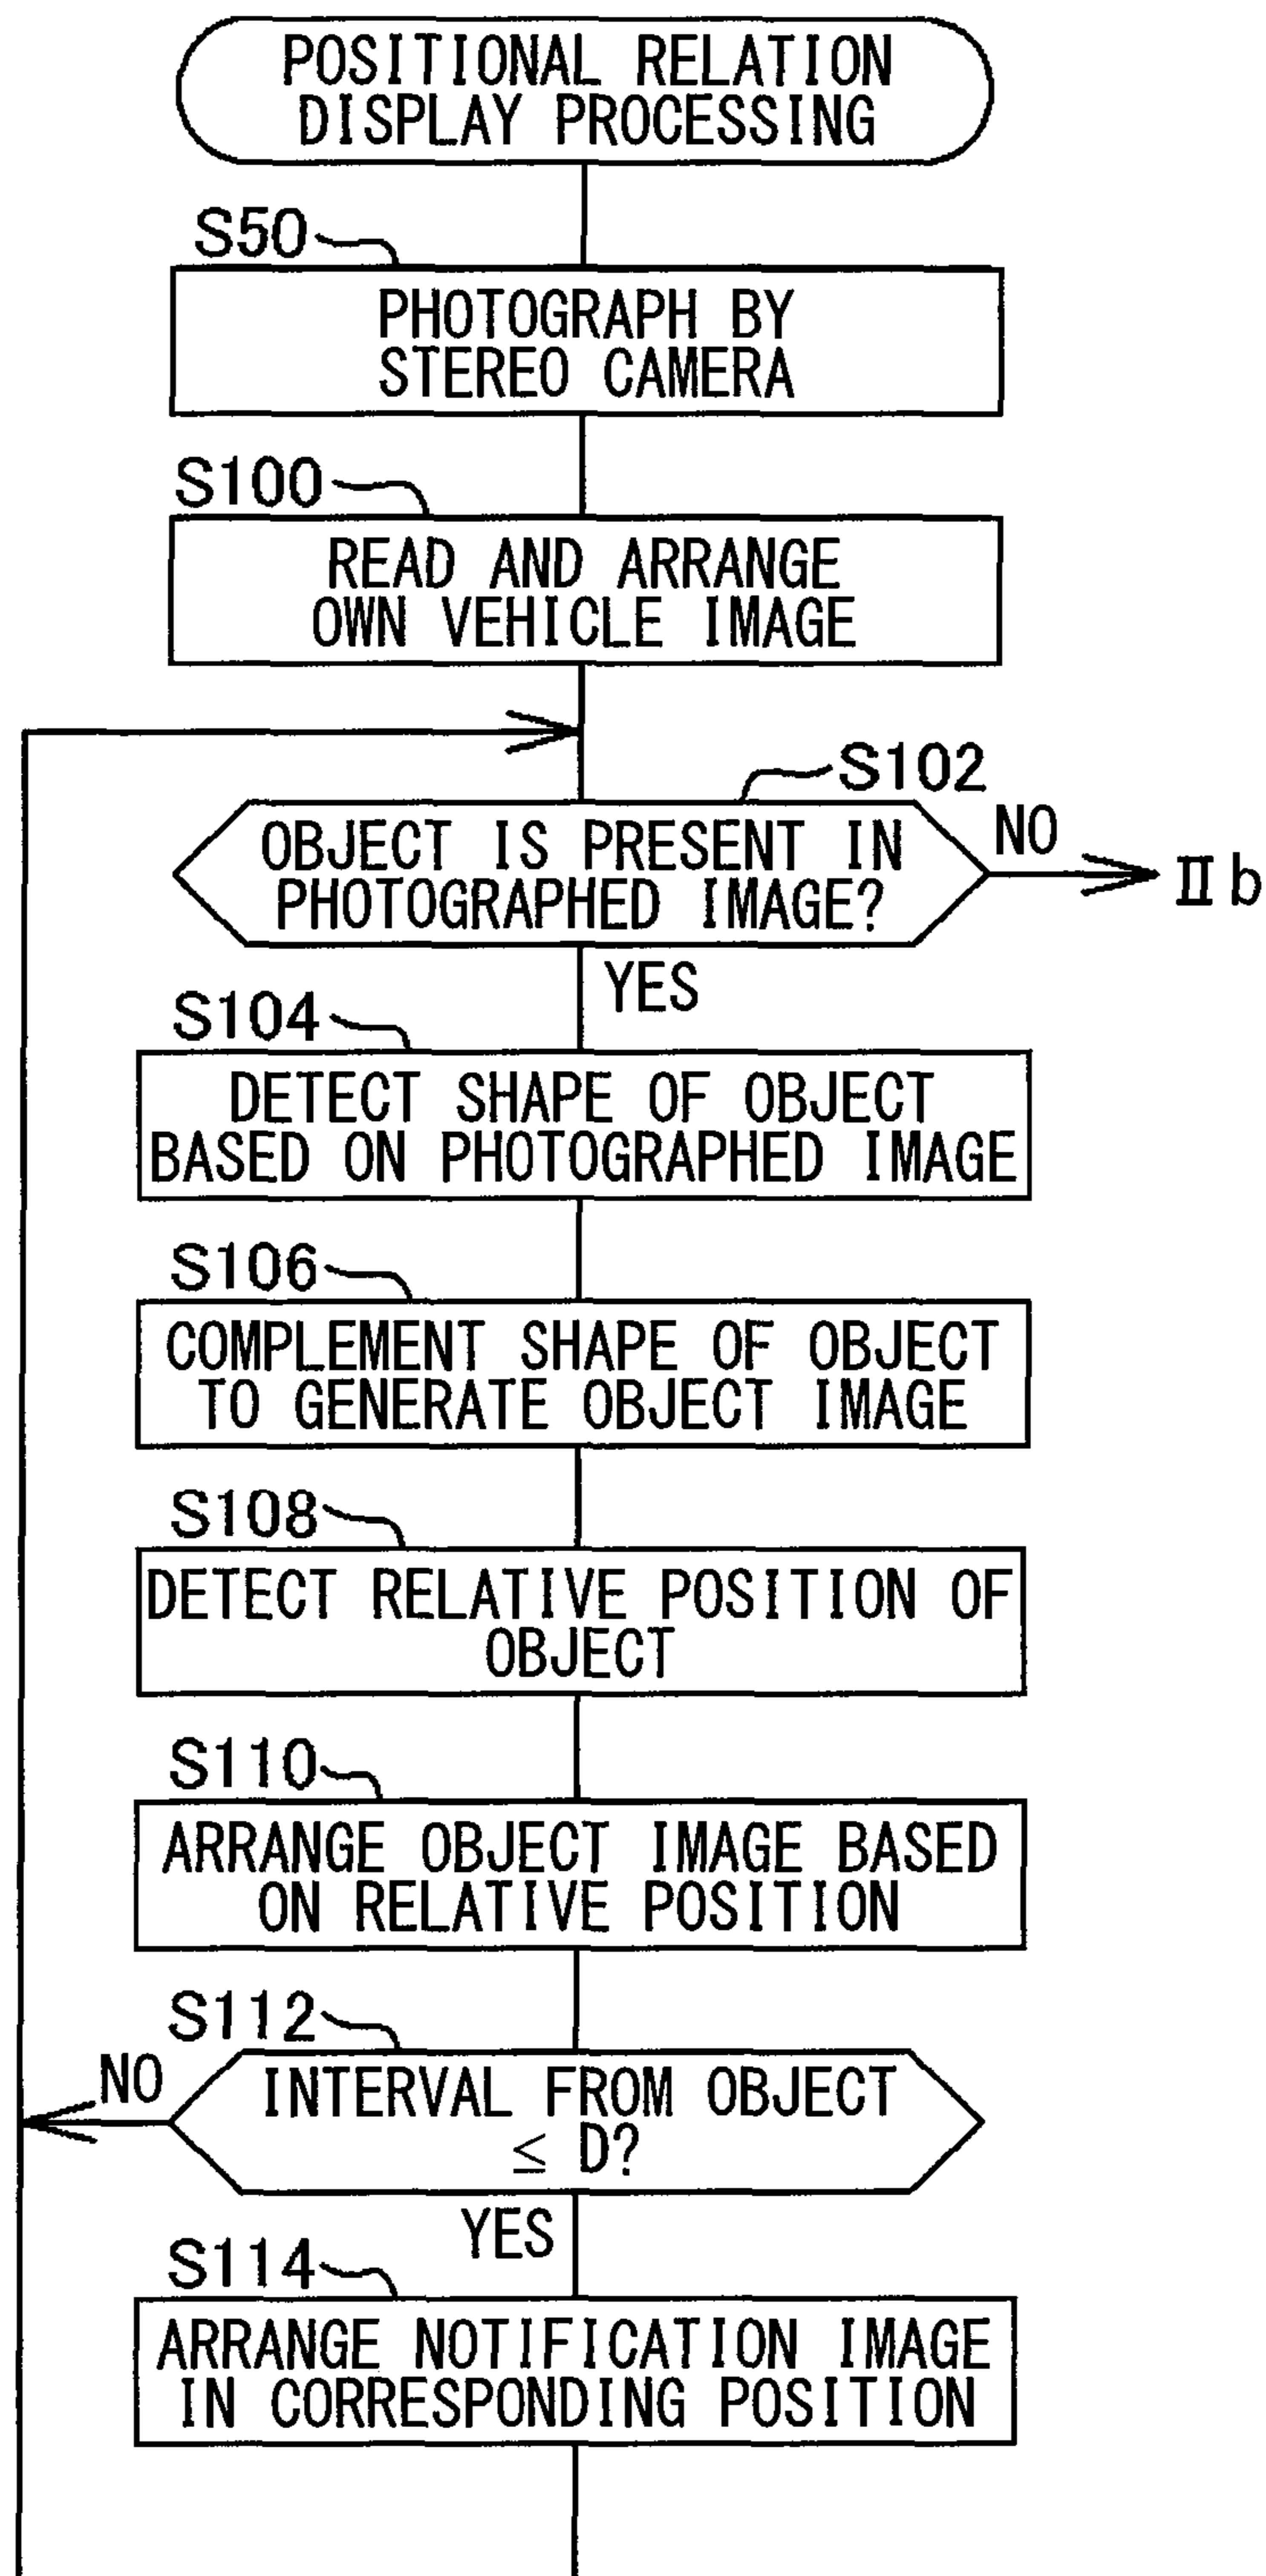 POSITIONAL RELATION
DISPLAY PROCESSING
S50
PHOTOGRAPH BY
STEREO CAMERA
S100
READ AND ARRANGE
OWN VEHICLE IMAGE
S102
OBJECT IS PRESENT IN
PHOTOGRAPHED IMAGE?
NO
Ⅱb
YES
S104
DETECT SHAPE OF OBJECT
BASED ON PHOTOGRAPHED IMAGE
S106
COMPLEMENT SHAPE OF OBJECT
TO GENERATE OBJECT IMAGE
S108
DETECT RELATIVE POSITION OF
OBJECT
S110
ARRANGE OBJECT IMAGE BASED
ON RELATIVE POSITION
S112
NO
INTERVAL FROM OBJECT
≦ D?
YES
S114
ARRANGE NOTIFICATION IMAGE
IN CORRESPONDING POSITION